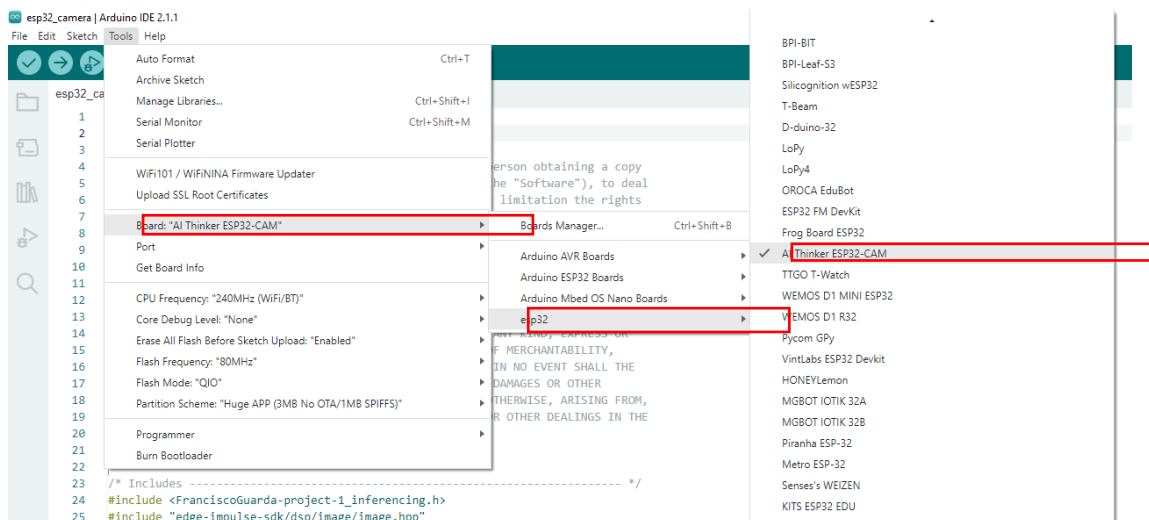 esp32_camera | Arduino IDE 2.1.1
File Edit Sketch Tools Help
esp32_ca
Auto Format Ctrl+T
Archive Sketch
Manage Libraries... Ctrl+Shift+I
Serial Monitor Ctrl+Shift+M
Serial Plotter
WiFi101 / WiFiNINA Firmware Updater
Upload SSL Root Certificates
Board: "AI Thinker ESP32-CAM"
Port
Get Board Info
CPU Frequency: "240MHz (WiFi/BT)"
Core Debug Level: "None"
Erase All Flash Before Sketch Upload: "Enabled"
Flash Frequency: "80MHz"
Flash Mode: "QIO"
Partition Scheme: "Huge APP (3MB No OTA/1MB SPIFFS)"
Programmer
Burn Bootloader
Boards Manager... Ctrl+Shift+B
Arduino AVR Boards
Arduino ESP32 Boards
Arduino Mbed OS Nano Boards
esp32
BPI-BIT
BPI-Leaf-S3
Silicognition wESP32
T-Beam
D-duino-32
LoPy
LoPy4
OROCA EduBot
ESP32 FM DevKit
Frog Board ESP32
AI Thinker ESP32-CAM
TTGO T-Watch
WEMOS D1 MINI ESP32
WEMOS D1 R32
Pycom GPy
VintLabs ESP32 Devkit
HONEYLemon
MGBOT IOTIK 32A
MGBOT IOTIK 32B
Piranha ESP-32
Metro ESP-32
Senses's WEIZEN
KITS ESP32 EDU
1
2
3
4 erson obtaining a copy
5 he "Software"), to deal
6 limitation the rights
7
8
9
10
11
12
13
14 ANY KIND, EXPRESS OR
15 F MERCHANTABILITY,
16 IN NO EVENT SHALL THE
17 DAMAGES OR OTHER
18 THERWISE, ARISING FROM,
19 R OTHER DEALINGS IN THE
20
21
22
23 /* Includes ---------------------------------------------------------------- */
24 #include <FranciscoGuarda-project-1_inferencing.h>
25 #include "edge-impulse-sdk/dsp/image/image.hpp"